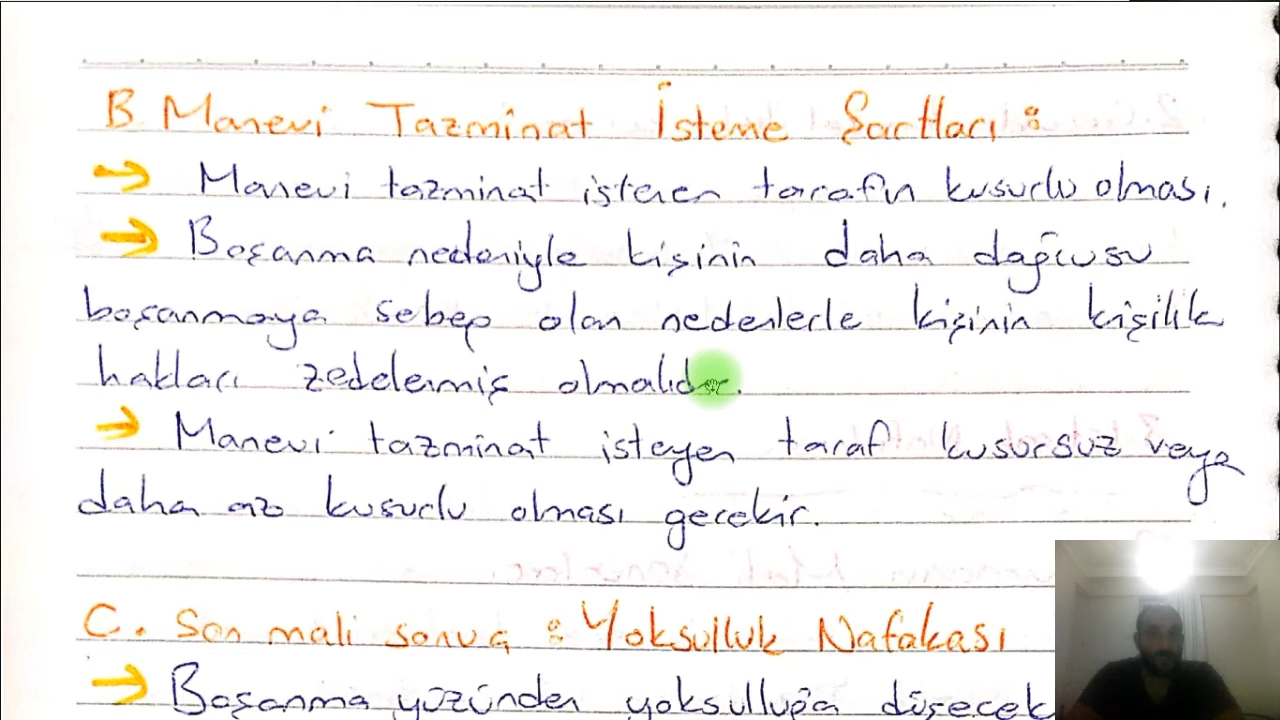 B Manevi Tazminat İsteme Şartları :
→ Manevi tazminat istenen tarafın kusurlu olması.
→ Boşanma nedeniyle kişinin daha doğrusu
boşanmaya sebep olan nedenlerle kişinin kişilik
hakları zedelenmiş olmalıdır.
→ Manevi tazminat isteyen taraf kusursuz veya
daha az kusurlu olması gerekir.
C. Son mali sonuç : Yoksulluk Nafakası
→ Boşanma yüzünden yoksulluğa düşecek